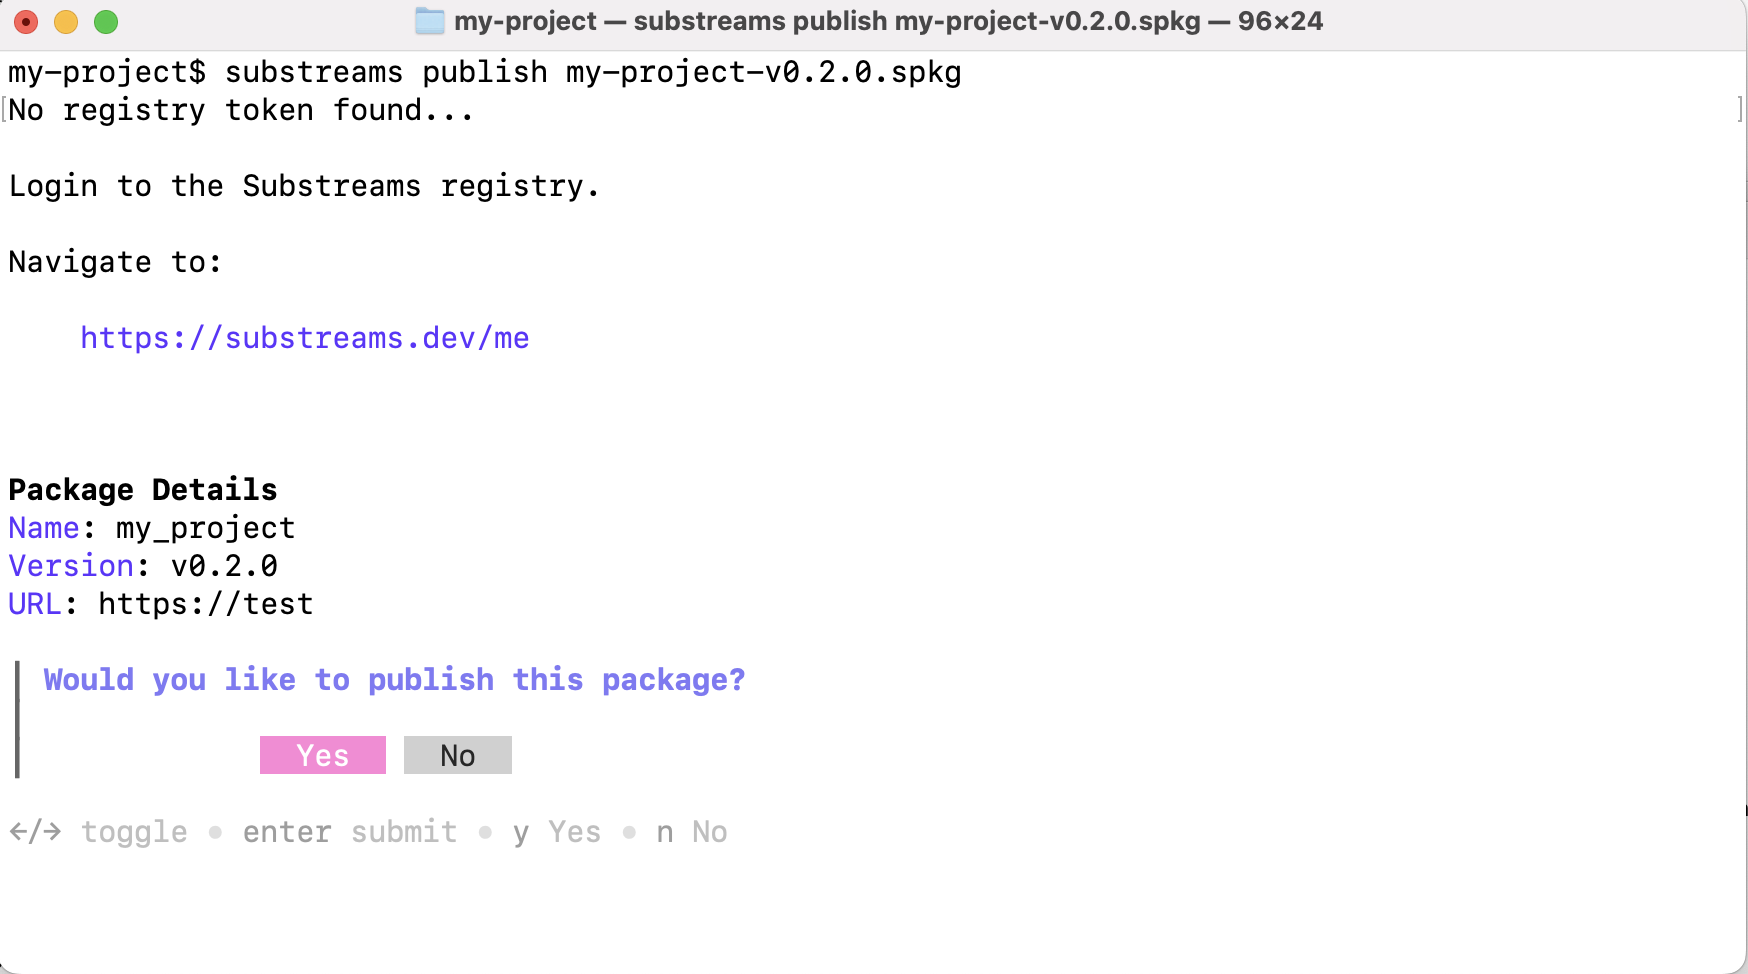 my-project — substreams publish my-project-v0.2.0.spkg — 96×24
my-project$ substreams publish my-project-v0.2.0.spkg
[No registry token found... ]
Login to the Substreams registry.
Navigate to:
https://substreams.dev/me
Package Details
Name: my_project
Version: v0.2.0
URL: https://test
Would you like to publish this package?
Yes No
←/→ toggle • enter submit • y Yes • n No